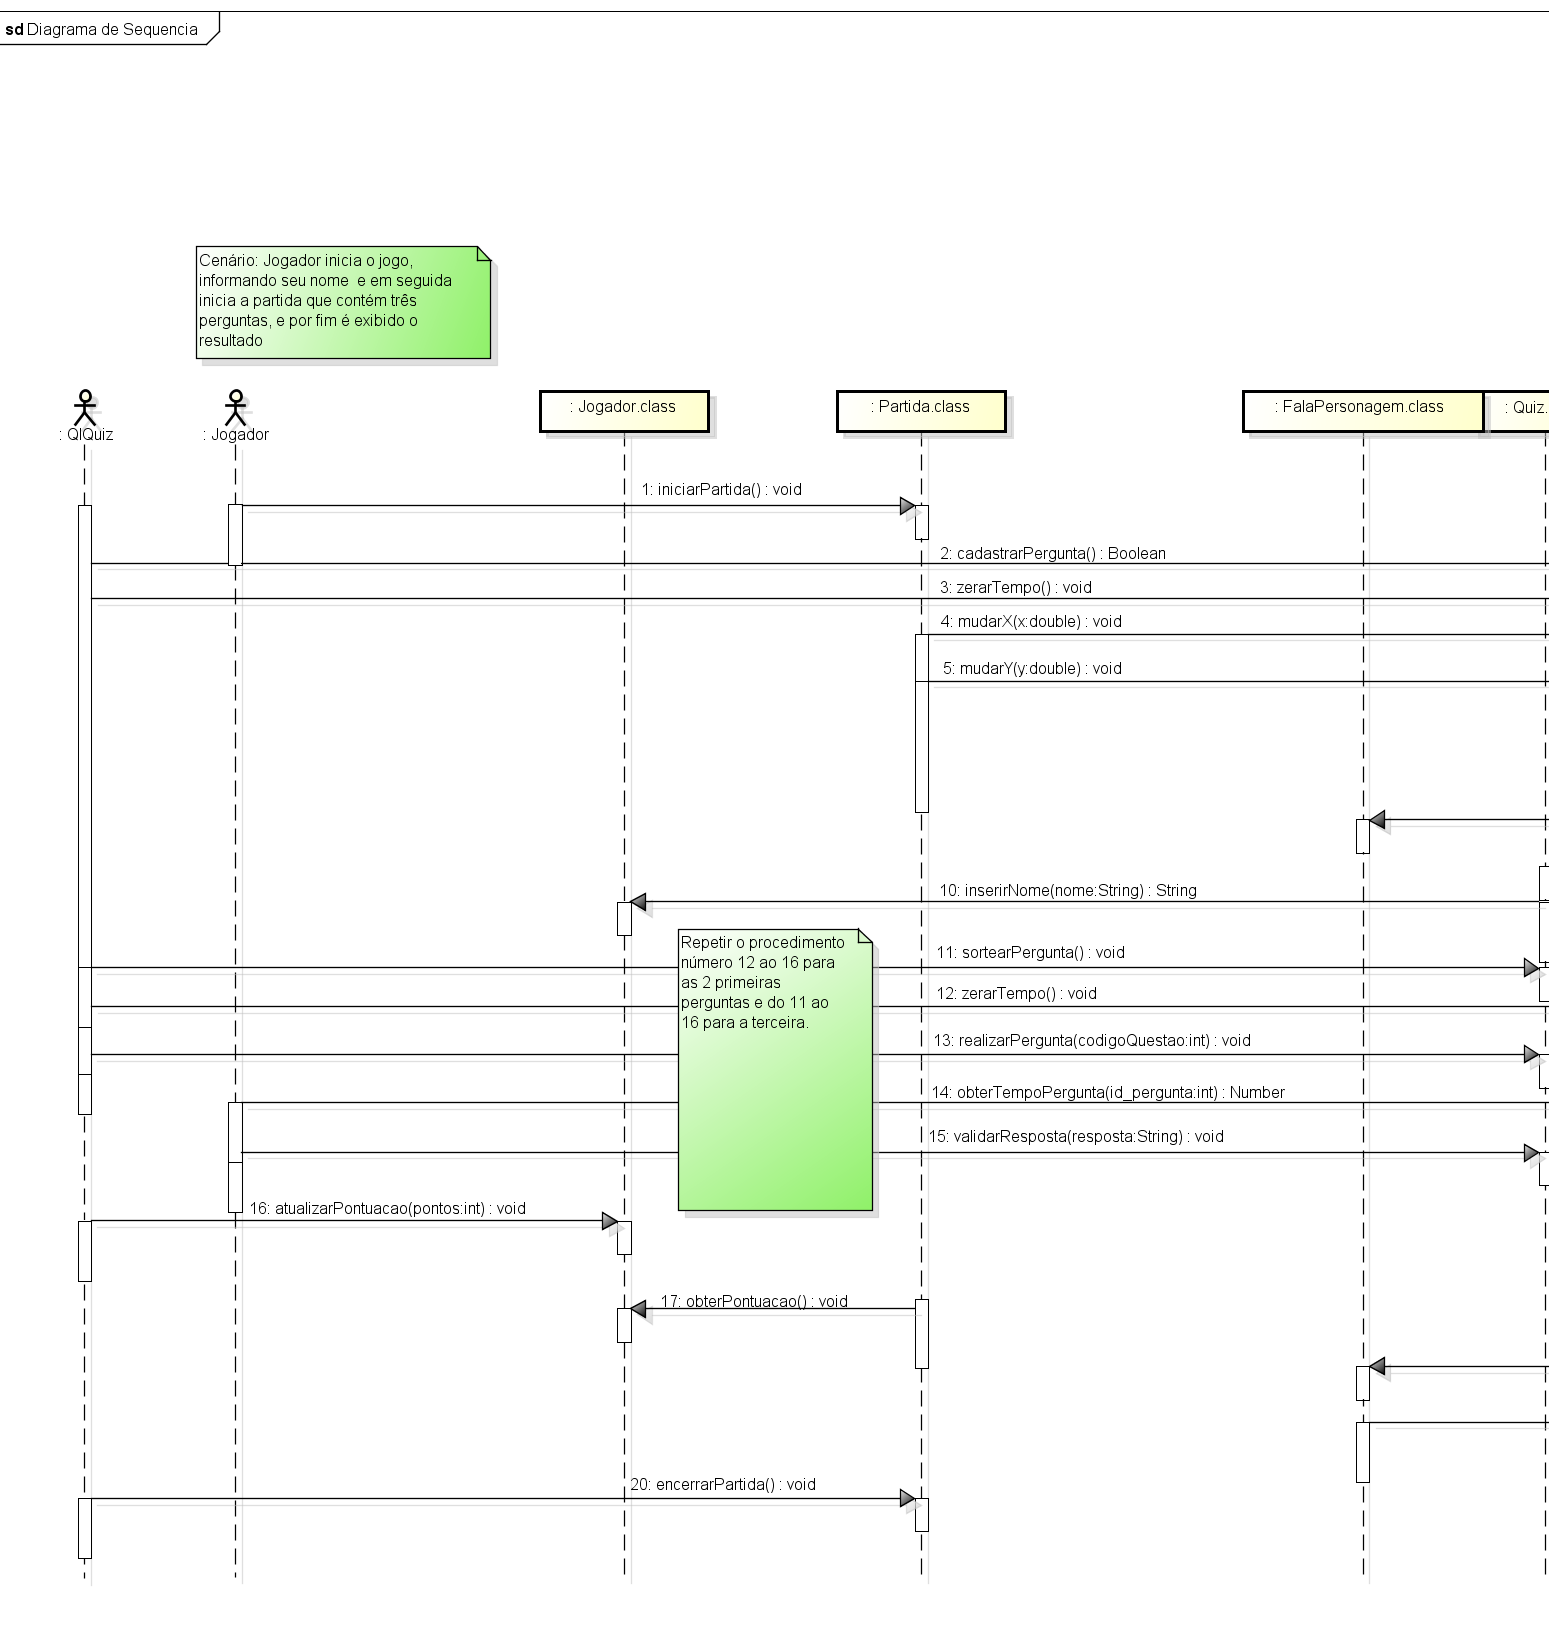 sd Diagrama de Sequencia
Cenário: Jogador inicia o jogo,
informando seu nome e em seguida
inicia a partida que contém três
perguntas, e por fim é exibido o
resultado
: QIQuiz
: Jogador
: Jogador.class
: Partida.class
: FalaPersonagem.class
: Quiz.
1: iniciarPartida() : void
2: cadastrarPergunta() : Boolean
3: zerarTempo() : void
4: mudarX(x:double) : void
5: mudarY(y:double) : void
10: inserirNome(nome:String) : String
Repetir o procedimento
número 12 ao 16 para
as 2 primeiras
perguntas e do 11 ao
16 para a terceira.
11: sortearPergunta() : void
12: zerarTempo() : void
13: realizarPergunta(codigoQuestao:int) : void
14: obterTempoPergunta(id_pergunta:int) : Number
15: validarResposta(resposta:String) : void
16: atualizarPontuacao(pontos:int) : void
17: obterPontuacao() : void
20: encerrarPartida() : void